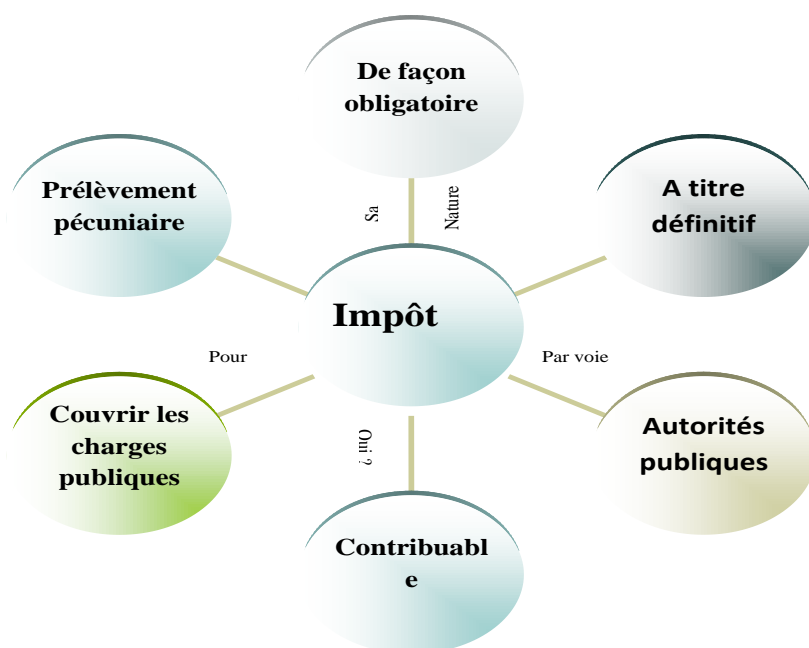 De façon
obligatoire
Prélèvement
pécuniaire
Sa
Nature
A titre
définitif
Impôt
Pour
Par voie
Couvrir les
charges
publiques
Qui ?
Autorités
publiques
Contribuabl
e